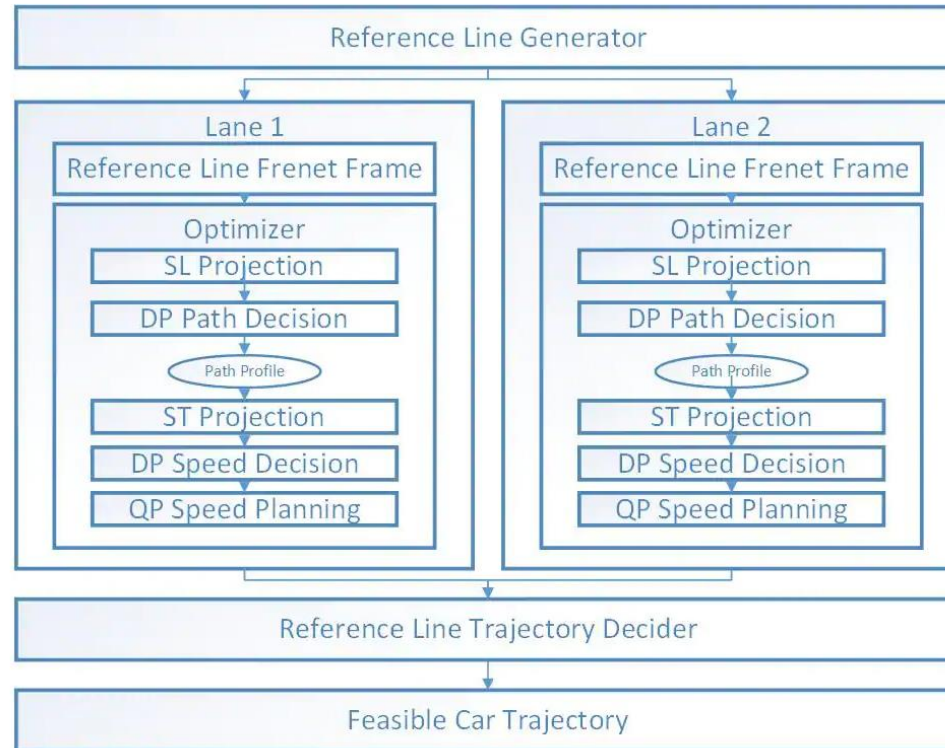 Reference Line Generator
Lane 1
Reference Line Frenet Frame
Optimizer
SL Projection
DP Path Decision
Path Profile
ST Projection
DP Speed Decision
QP Speed Planning
Lane 2
Reference Line Frenet Frame
Optimizer
SL Projection
DP Path Decision
Path Profile
ST Projection
DP Speed Decision
QP Speed Planning
Reference Line Trajectory Decider
Feasible Car Trajectory